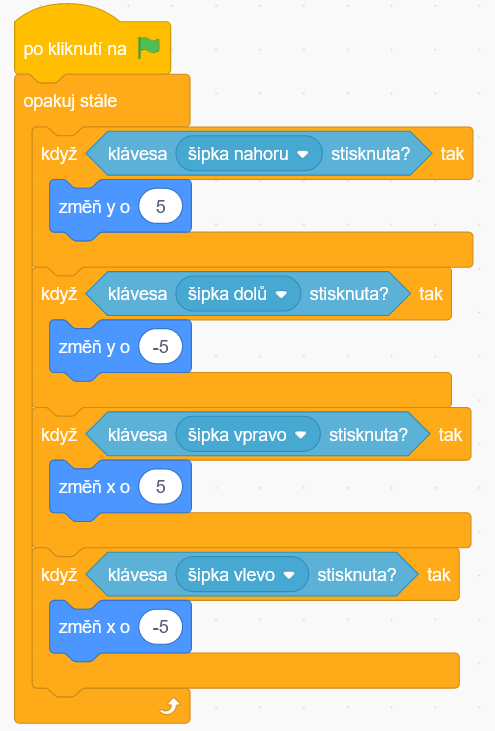 po kliknutí na
opakuj stále
když klávesa šipka nahoru stisknuta? tak
změň y o 5
když klávesa šipka dolů stisknuta? tak
změň y o -5
když klávesa šipka vpravo stisknuta? tak
změň x o 5
když klávesa šipka vlevo stisknuta? tak
změň x o -5